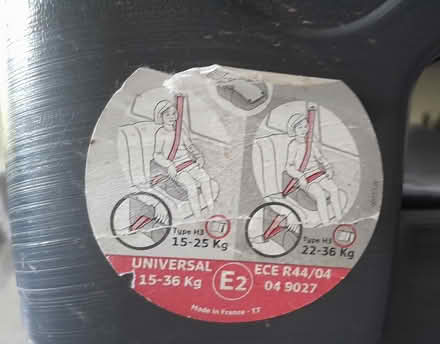 Type H3
15-25 Kg
Type H3
22-36 Kg
UNIVERSAL
15-36 Kg
E2
ECE R44/04
04 9027
Made in France - TT